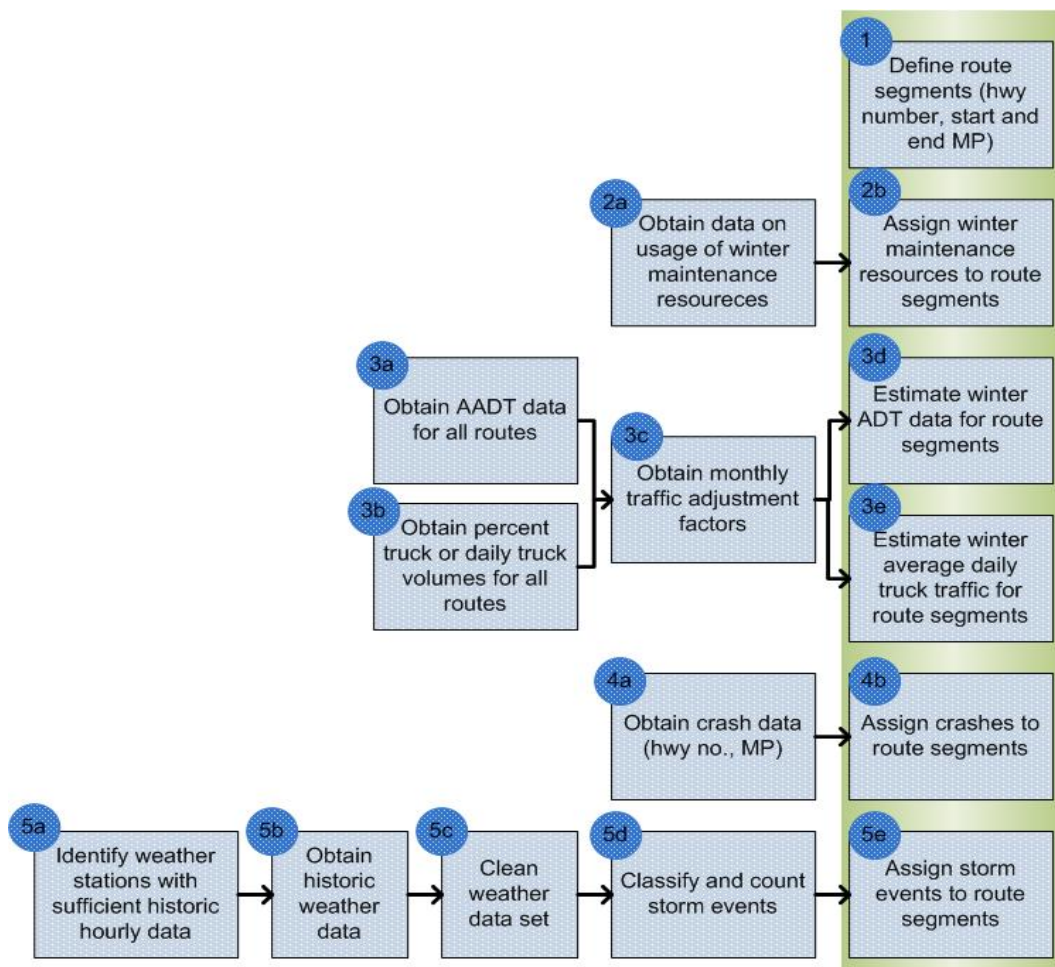 1
Define route
segments (hwy
number, start and
end MP)
2a
Obtain data on
usage of winter
maintenance
resoureces
2b
Assign winter
maintenance
resources to route
segments
3a
Obtain AADT data
for all routes
3b
Obtain percent
truck or daily truck
volumes for all
routes
3c
Obtain monthly
traffic adjustment
factors
3d
Estimate winter
ADT data for route
segments
3e
Estimate winter
average daily
truck traffic for
route segments
4a
Obtain crash data
(hwy no., MP)
4b
Assign crashes to
route segments
5a
Identify weather
stations with
sufficient historic
hourly data
5b
Obtain
historic
weather
data
5c
Clean
weather
data set
5d
Classify and count
storm events
5e
Assign storm
events to route
segments